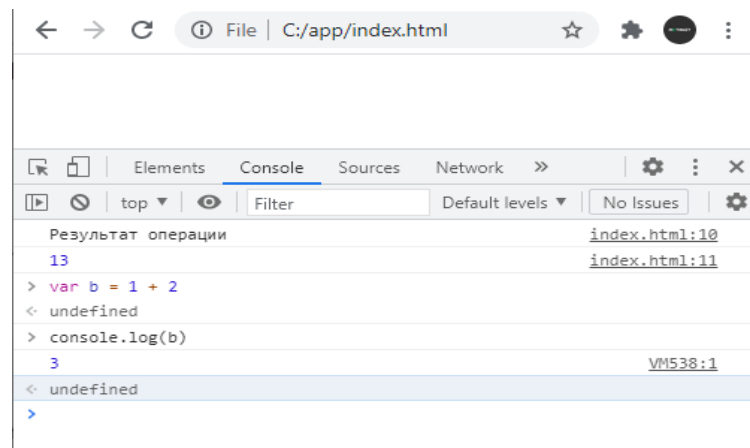 File | C:/app/index.html
Elements Console Sources Network »
top ▼ Filter Default levels ▼ No Issues
Результат операции index.html:10
13 index.html:11
> var b = 1 + 2
<· undefined
> console.log(b)
3 VM538:1
<· undefined
>